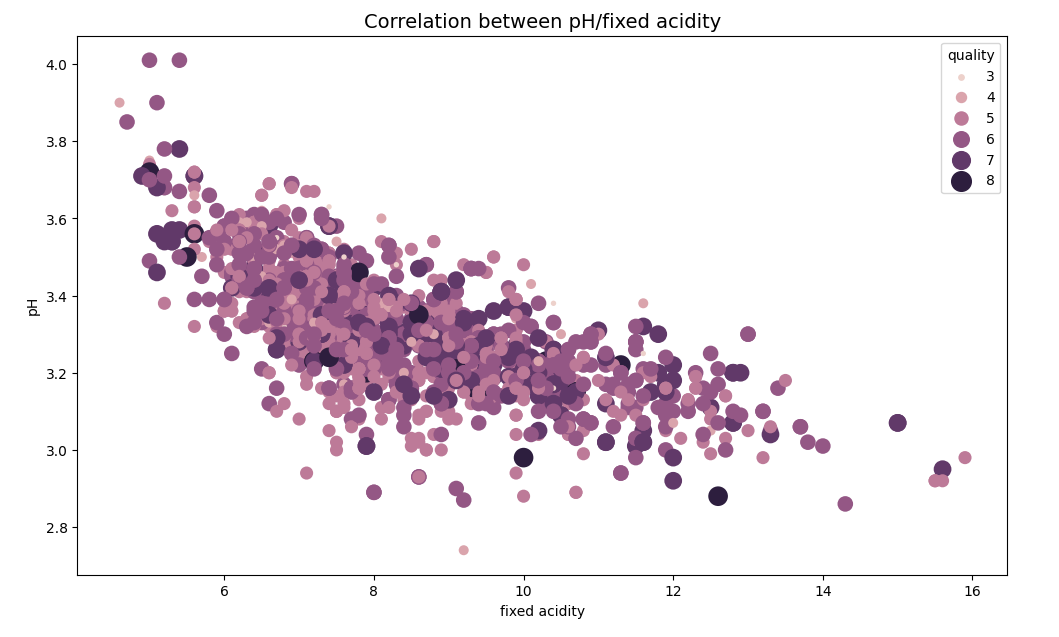 Correlation between pH/fixed acidity
quality
3
4
5
6
7
8
4.0
3.8
3.6
3.4
3.2
3.0
2.8
pH
6 8 10 12 14 16
fixed acidity